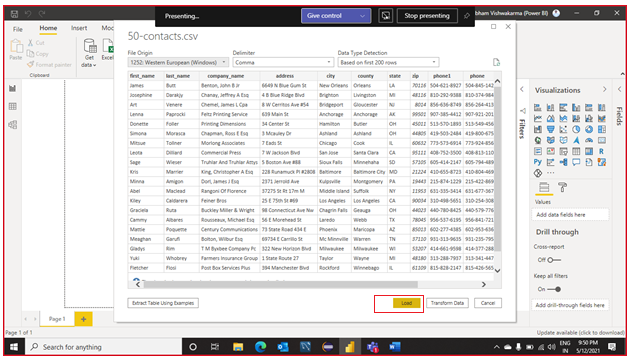 Presenting...
Give control
Stop presenting
bham Vishwakarma (Power BI)
File
Home
Insert
Mod
Cut
Copy
Format painter
Paste
Clipboard
Get data
Excel
50-contacts.csv
File Origin
Delimiter
Data Type Detection
1252: Western European (Windows)
Comma
Based on first 200 rows
first_name last_name company_name address city county state zip phone1 phone
James Butt Benton, John B Jr 6649 N Blue Gum St New Orleans Orleans LA 70116 504-621-8927 504-845-142
Josephine Darakjy Chanay, Jeffrey A Esq 4 B Blue Ridge Blvd Brighton Livingston MI 48116 810-292-9388 810-374-984
Art Venere Chemel, James L Cpa 8 W Cerritos Ave #54 Bridgeport Gloucester NJ 8014 856-636-8749 856-264-413
Lenna Paprocki Feltz Printing Service 639 Main St Anchorage Anchorage AK 99501 907-385-4412 907-921-201
Donette Foller Printing Dimensions 34 Center St Hamilton Butler OH 45011 513-570-1893 513-549-456
Simona Morasca Chapman, Ross E Esq 3 Mcauley Dr Ashland Ashland OH 44805 419-503-2484 419-800-675
Mitsue Tollner Morlong Associates 7 Eads St Chicago Cook IL 60632 773-573-6914 773-924-856
Leota Dilliard Commercial Press 7 W Jackson Blvd San Jose Santa Clara CA 95111 408-752-3500 408-813-110
Sage Wieser Truhlar And Truhlar Attys 5 Boston Ave #88 Sioux Falls Minnehaha SD 57105 605-414-2147 605-794-489
Kris Marrier King, Christopher A Esq 228 Runamuck Pl #2808 Baltimore Baltimore City MD 21224 410-655-8723 410-804-469
Minna Amigon Dorl, James J Esq 2371 Jerrold Ave Kulpsville Montgomery PA 19443 215-874-1229 215-422-869
Abel Maclead Rangoni Of Florence 37275 St Rt 17m M Middle Island Suffolk NY 11953 631-335-3414 631-677-367
Kiley Caldarera Feiner Bros 25 E 75th St #69 Los Angeles Los Angeles CA 90034 310-498-5651 310-254-308
Graciela Ruta Buckley Miller & Wright 98 Connecticut Ave Nw Chagrin Falls Geauga OH 44023 440-780-8425 440-579-776
Cammy Albares Rousseaux, Michael Esq 56 E Morehead St Laredo Webb TX 78045 956-537-6195 956-841-721
Mattie Poquette Century Communications 73 State Road 434 E Phoenix Maricopa AZ 85013 602-277-4385 602-953-636
Meaghan Garufi Bolton, Wilbur Esq 69734 E Carrillo St Mc Minnville Warren TN 37110 931-313-9635 931-235-795
Gladys Rim T M Byxbee Company Pc 322 New Horizon Blvd Milwaukee Milwaukee WI 53207 414-661-9598 414-377-288
Yuki Whobrey Farmers Insurance Group 1 State Route 27 Taylor Wayne MI 48180 313-288-7937 313-341-447
Fletcher Flosi Post Box Services Plus 394 Manchester Blvd Rockford Winnebago IL 61109 815-828-2147 815-426-565
Extract Table Using Examples
Load
Transform Data
Cancel
Filters
Visualizations
Fields
Values
Add data fields here
Drill through
Cross-report
Off
Keep all filters
On
Add drill-through fields here
Page 1
Page 1 of 1
Update available (click to download)
Search for anything
ENG
IN
9:50 PM
5/12/2021